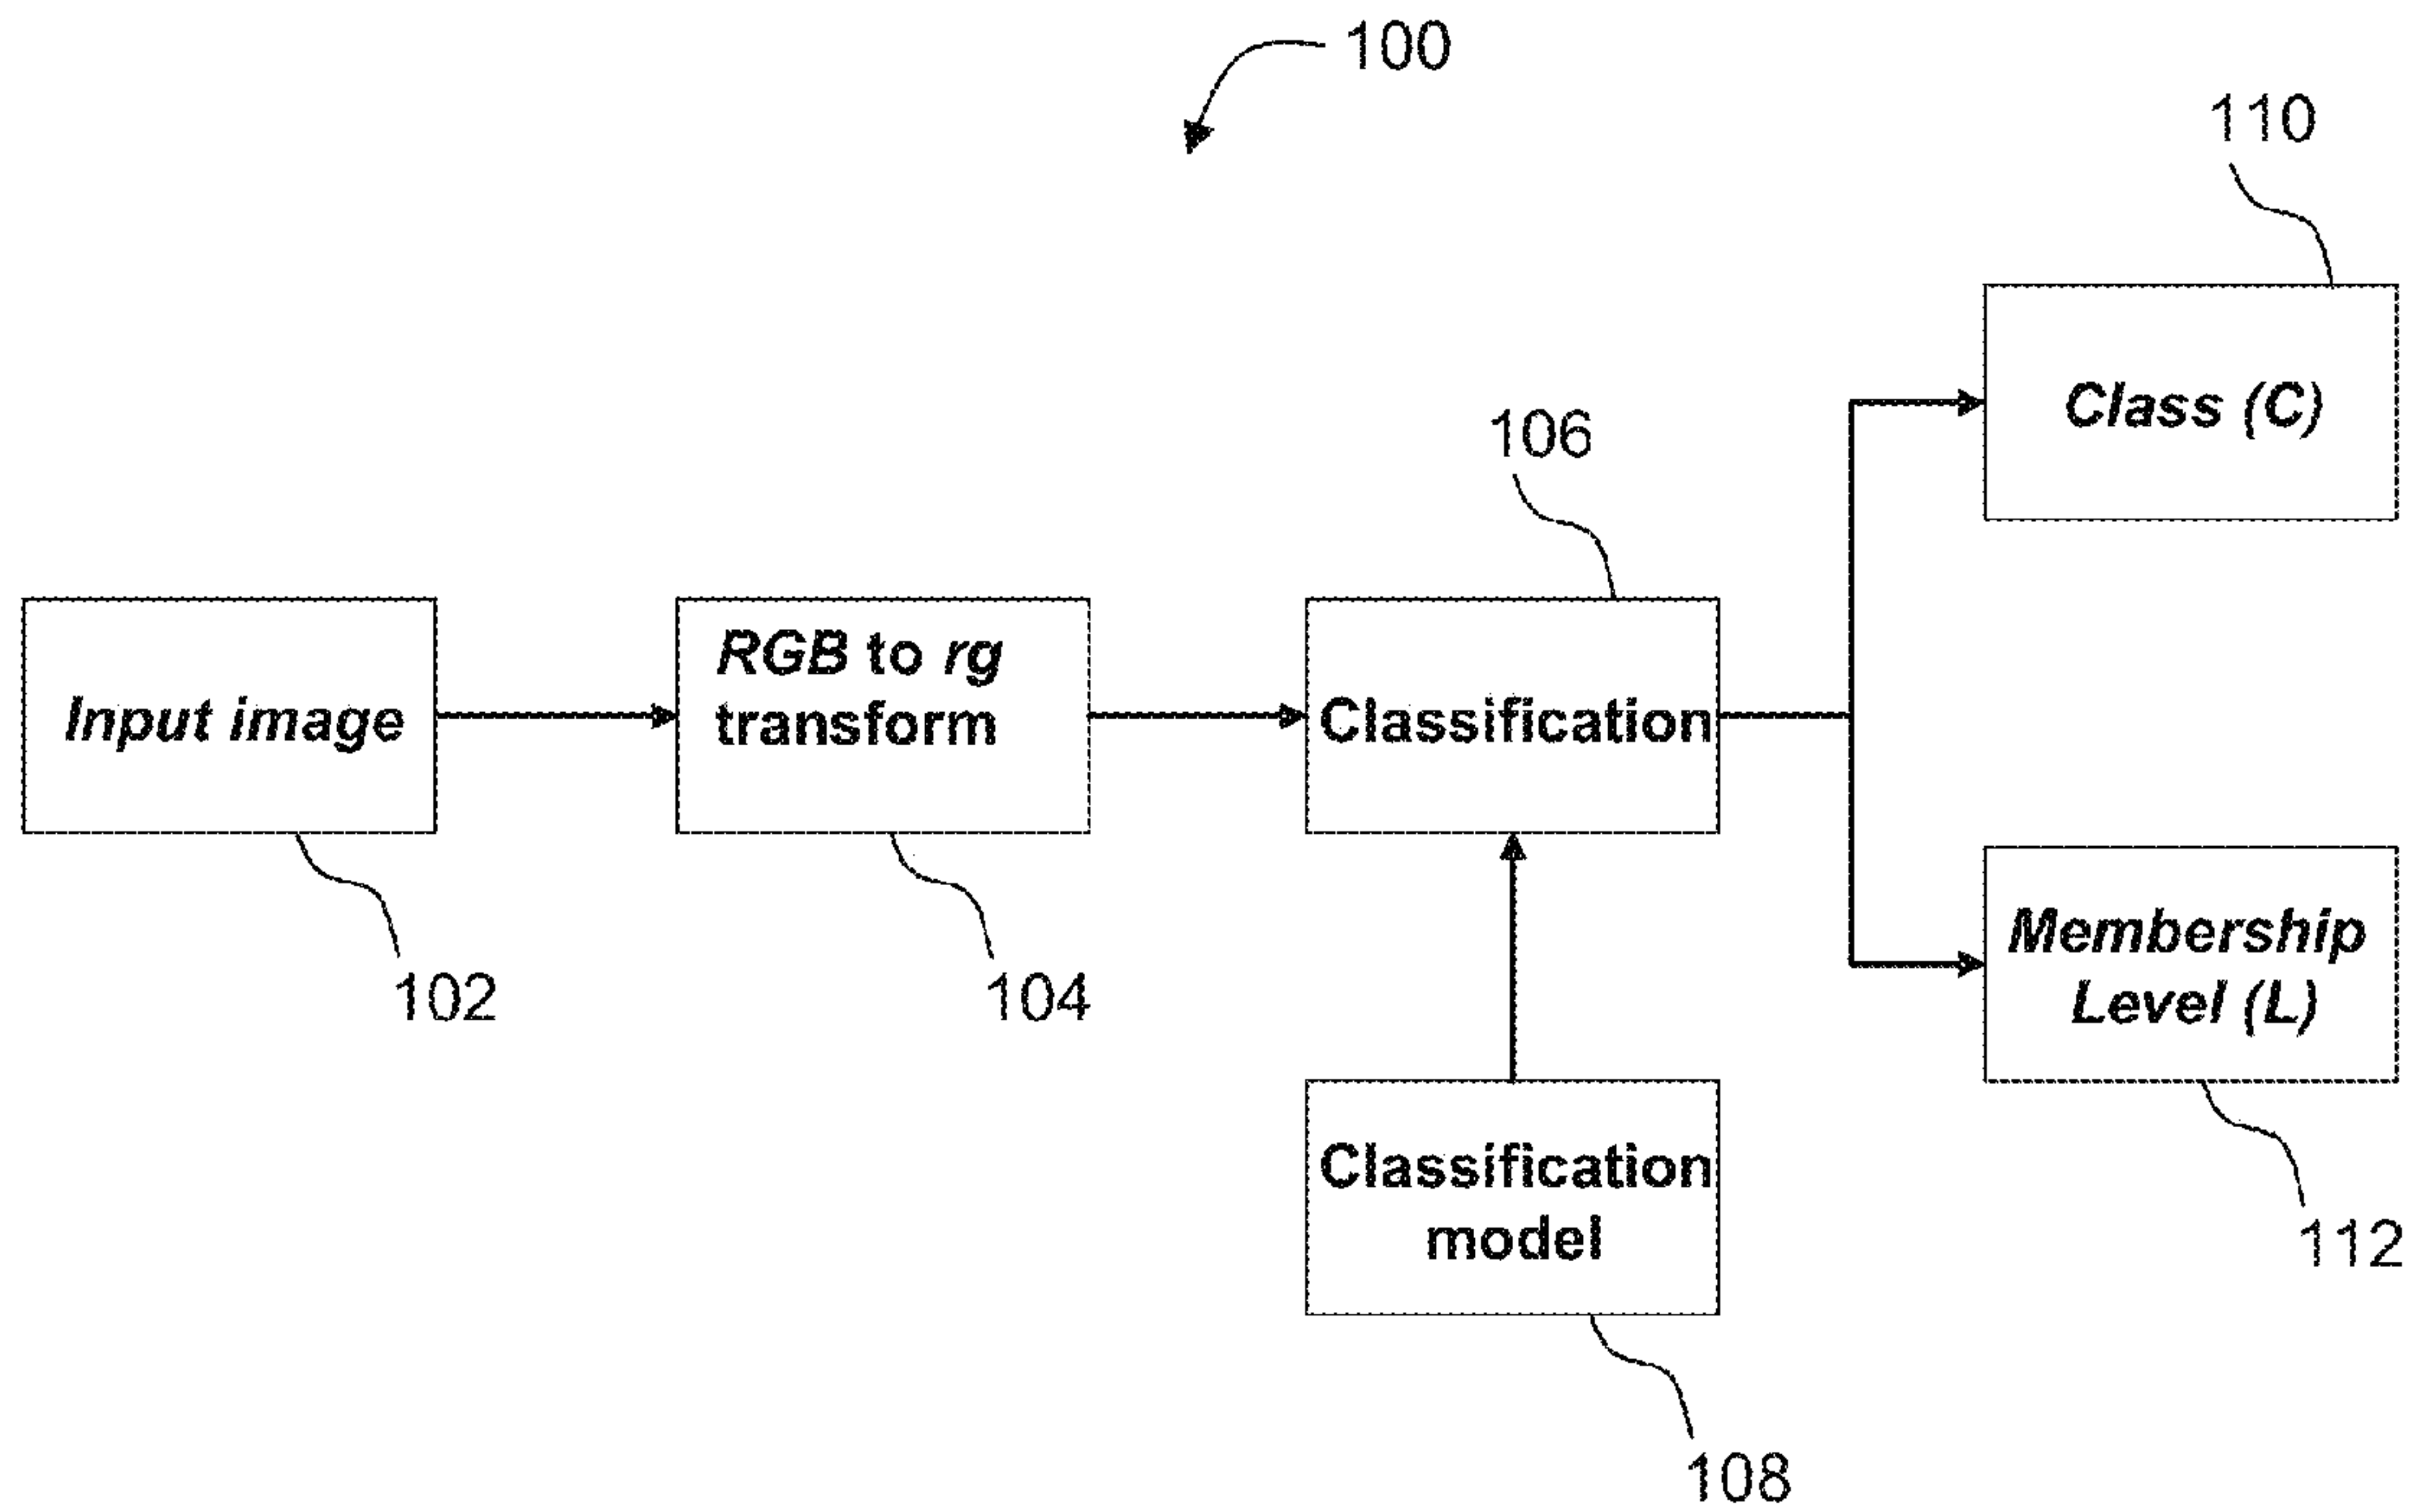 100
110
Class (C)
106
Input image
RGB to rg
transform
Classification
102
104
Membership
Level (L)
Classification
model
112
108